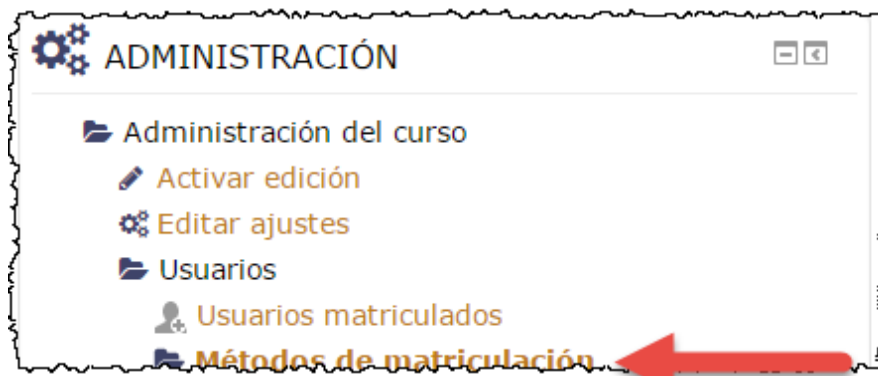 ADMINISTRACIÓN
Administración del curso
Activar edición
Editar ajustes
Usuarios
Usuarios matriculados
Métodos de matriculación